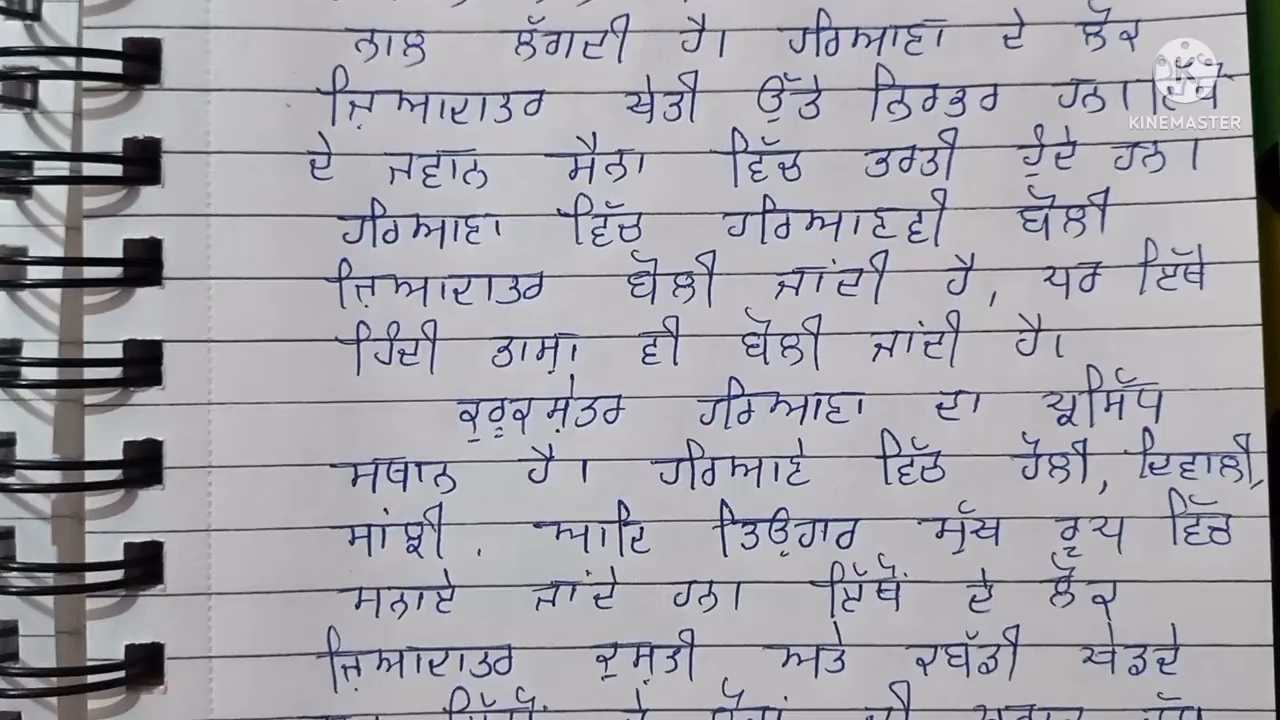 ਨਾਲ ਲੱਗਦੀ ਹੈ। ਹਰਿਆਣਾ ਦੇ ਲੋਕ
ਜ਼ਿਆਦਾਤਰ ਖੇਤੀ ਉੱਤੇ ਨਿਰਭਰ ਹਨ। ਇੱਥੇ
ਦੇ ਜਵਾਨ ਸੈਨਾ ਵਿੱਚ ਭਰਤੀ ਹੁੰਦੇ ਹਨ।
ਹਰਿਆਣਾ ਵਿੱਚ ਹਰਿਆਣਵੀ ਬੋਲੀ
ਜ਼ਿਆਦਾਤਰ ਬੋਲੀ ਜਾਂਦੀ ਹੈ, ਪਰ ਇੱਥੇ
ਹਿੰਦੀ ਭਾਸ਼ਾ ਵੀ ਬੋਲੀ ਜਾਂਦੀ ਹੈ।
ਕੁਰੂਕਸ਼ੇਤਰ ਹਰਿਆਣਾ ਦਾ ਪ੍ਰਸਿੱਧ
ਸਥਾਨ ਹੈ। ਹਰਿਆਣੇ ਵਿੱਚ ਹੋਲੀ, ਦਿਵਾਲੀ,
ਸਾਂਝੀ . ਆਦਿ ਤਿਉਹਾਰ ਮੁੱਖ ਰੂਪ ਵਿੱਚ
ਮਨਾਏ ਜਾਂਦੇ ਹਨ। ਇੱਥੋਂ ਦੇ ਲੋਕ
ਜ਼ਿਆਦਾਤਰ ਕੁਸ਼ਤੀ ਅਤੇ ਕਬੱਡੀ ਖੇਡਦੇ
KINEMASTER